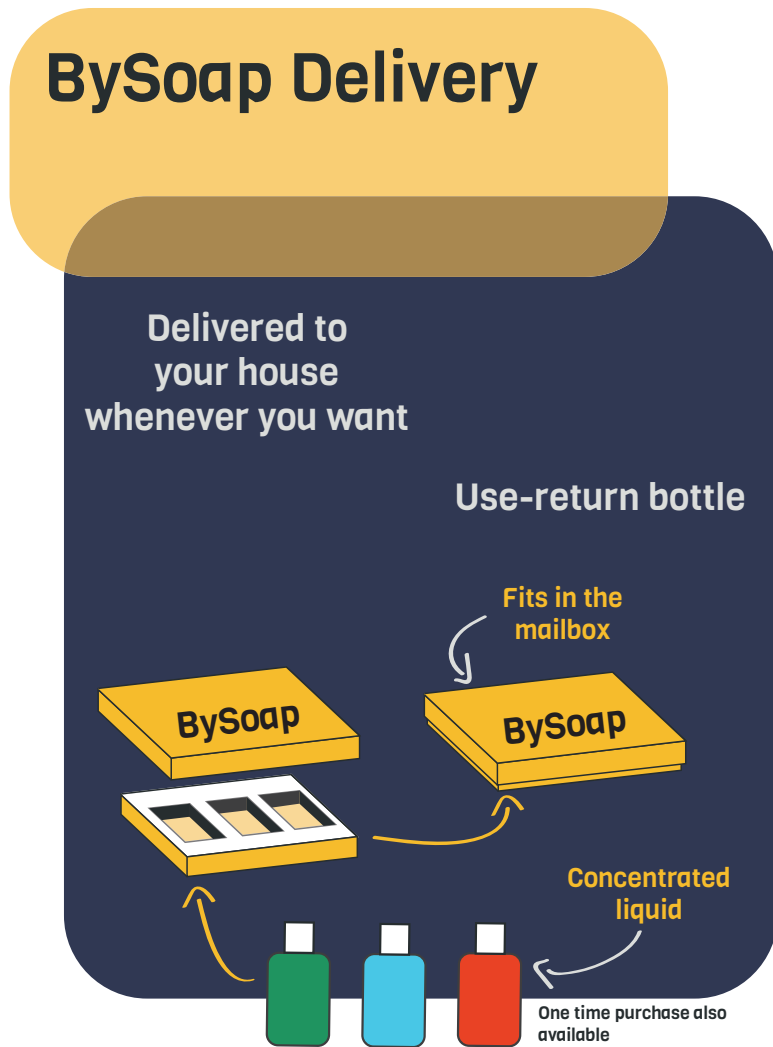 BySoap Delivery
Delivered to
your house
whenever you want
Use-return bottle
Fits in the
mailbox
BySoap
BySoap
Concentrated
liquid
One time purchase also
available